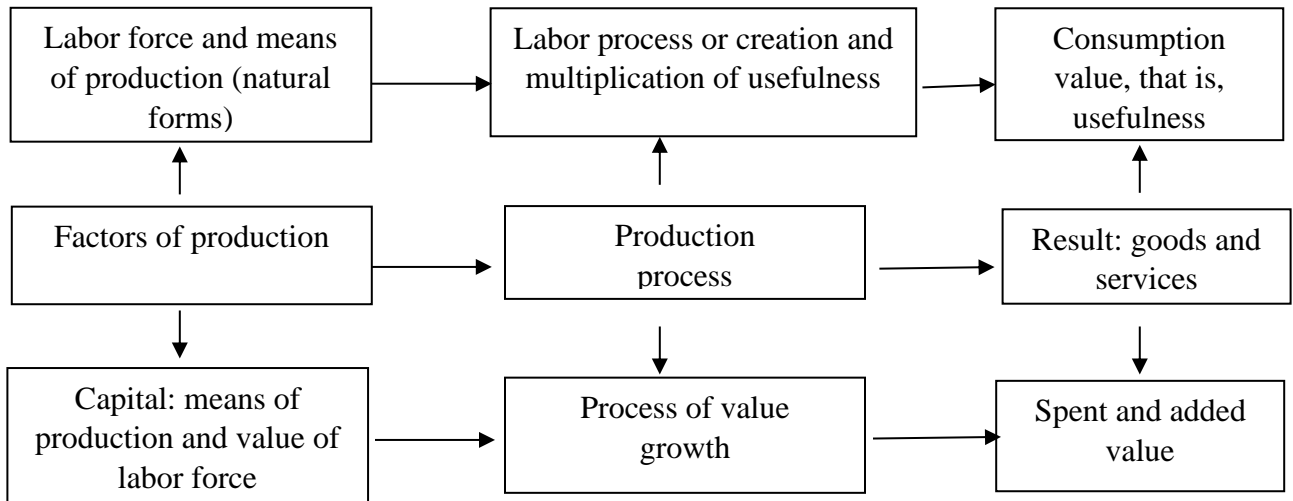 Labor force and means
of production (natural
forms)
Labor process or creation and
multiplication of usefulness
Consumption
value, that is,
usefulness
Factors of production
Production
process
Result: goods and
services
Capital: means of
production and value of
labor force
Process of value
growth
Spent and added
value